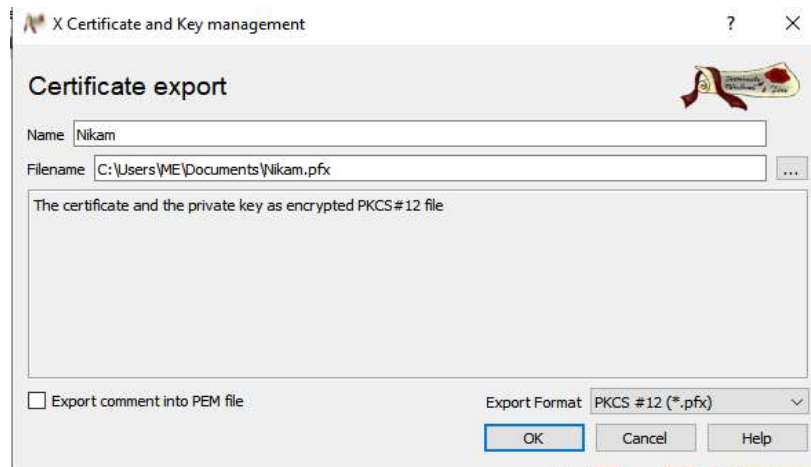 X Certificate and Key management
?
Certificate export
Name Nikam
Filename C:\Users\ME\Documents\Nikam.pfx
...
The certificate and the private key as encrypted PKCS#12 file
Export comment into PEM file
Export Format PKCS #12 (*.pfx)
OK Cancel Help